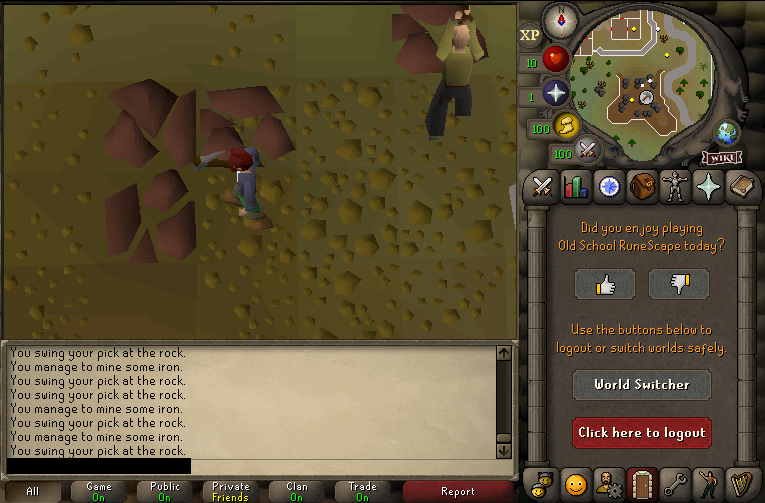 N
XP
10
1
100
100
WIKI
Did you enjoy playing
Old School RuneScape today?
Use the buttons below to
logout or switch worlds safely.
World Switcher
Click here to logout
You swing your pick at the rock.
You manage to mine some iron.
You swing your pick at the rock.
You swing your pick at the rock.
You manage to mine some iron.
You swing your pick at the rock.
You manage to mine some iron.
You swing your pick at the rock.
All
Game
On
Public
On
Private
Friends
Clan
On
Trade
On
Report